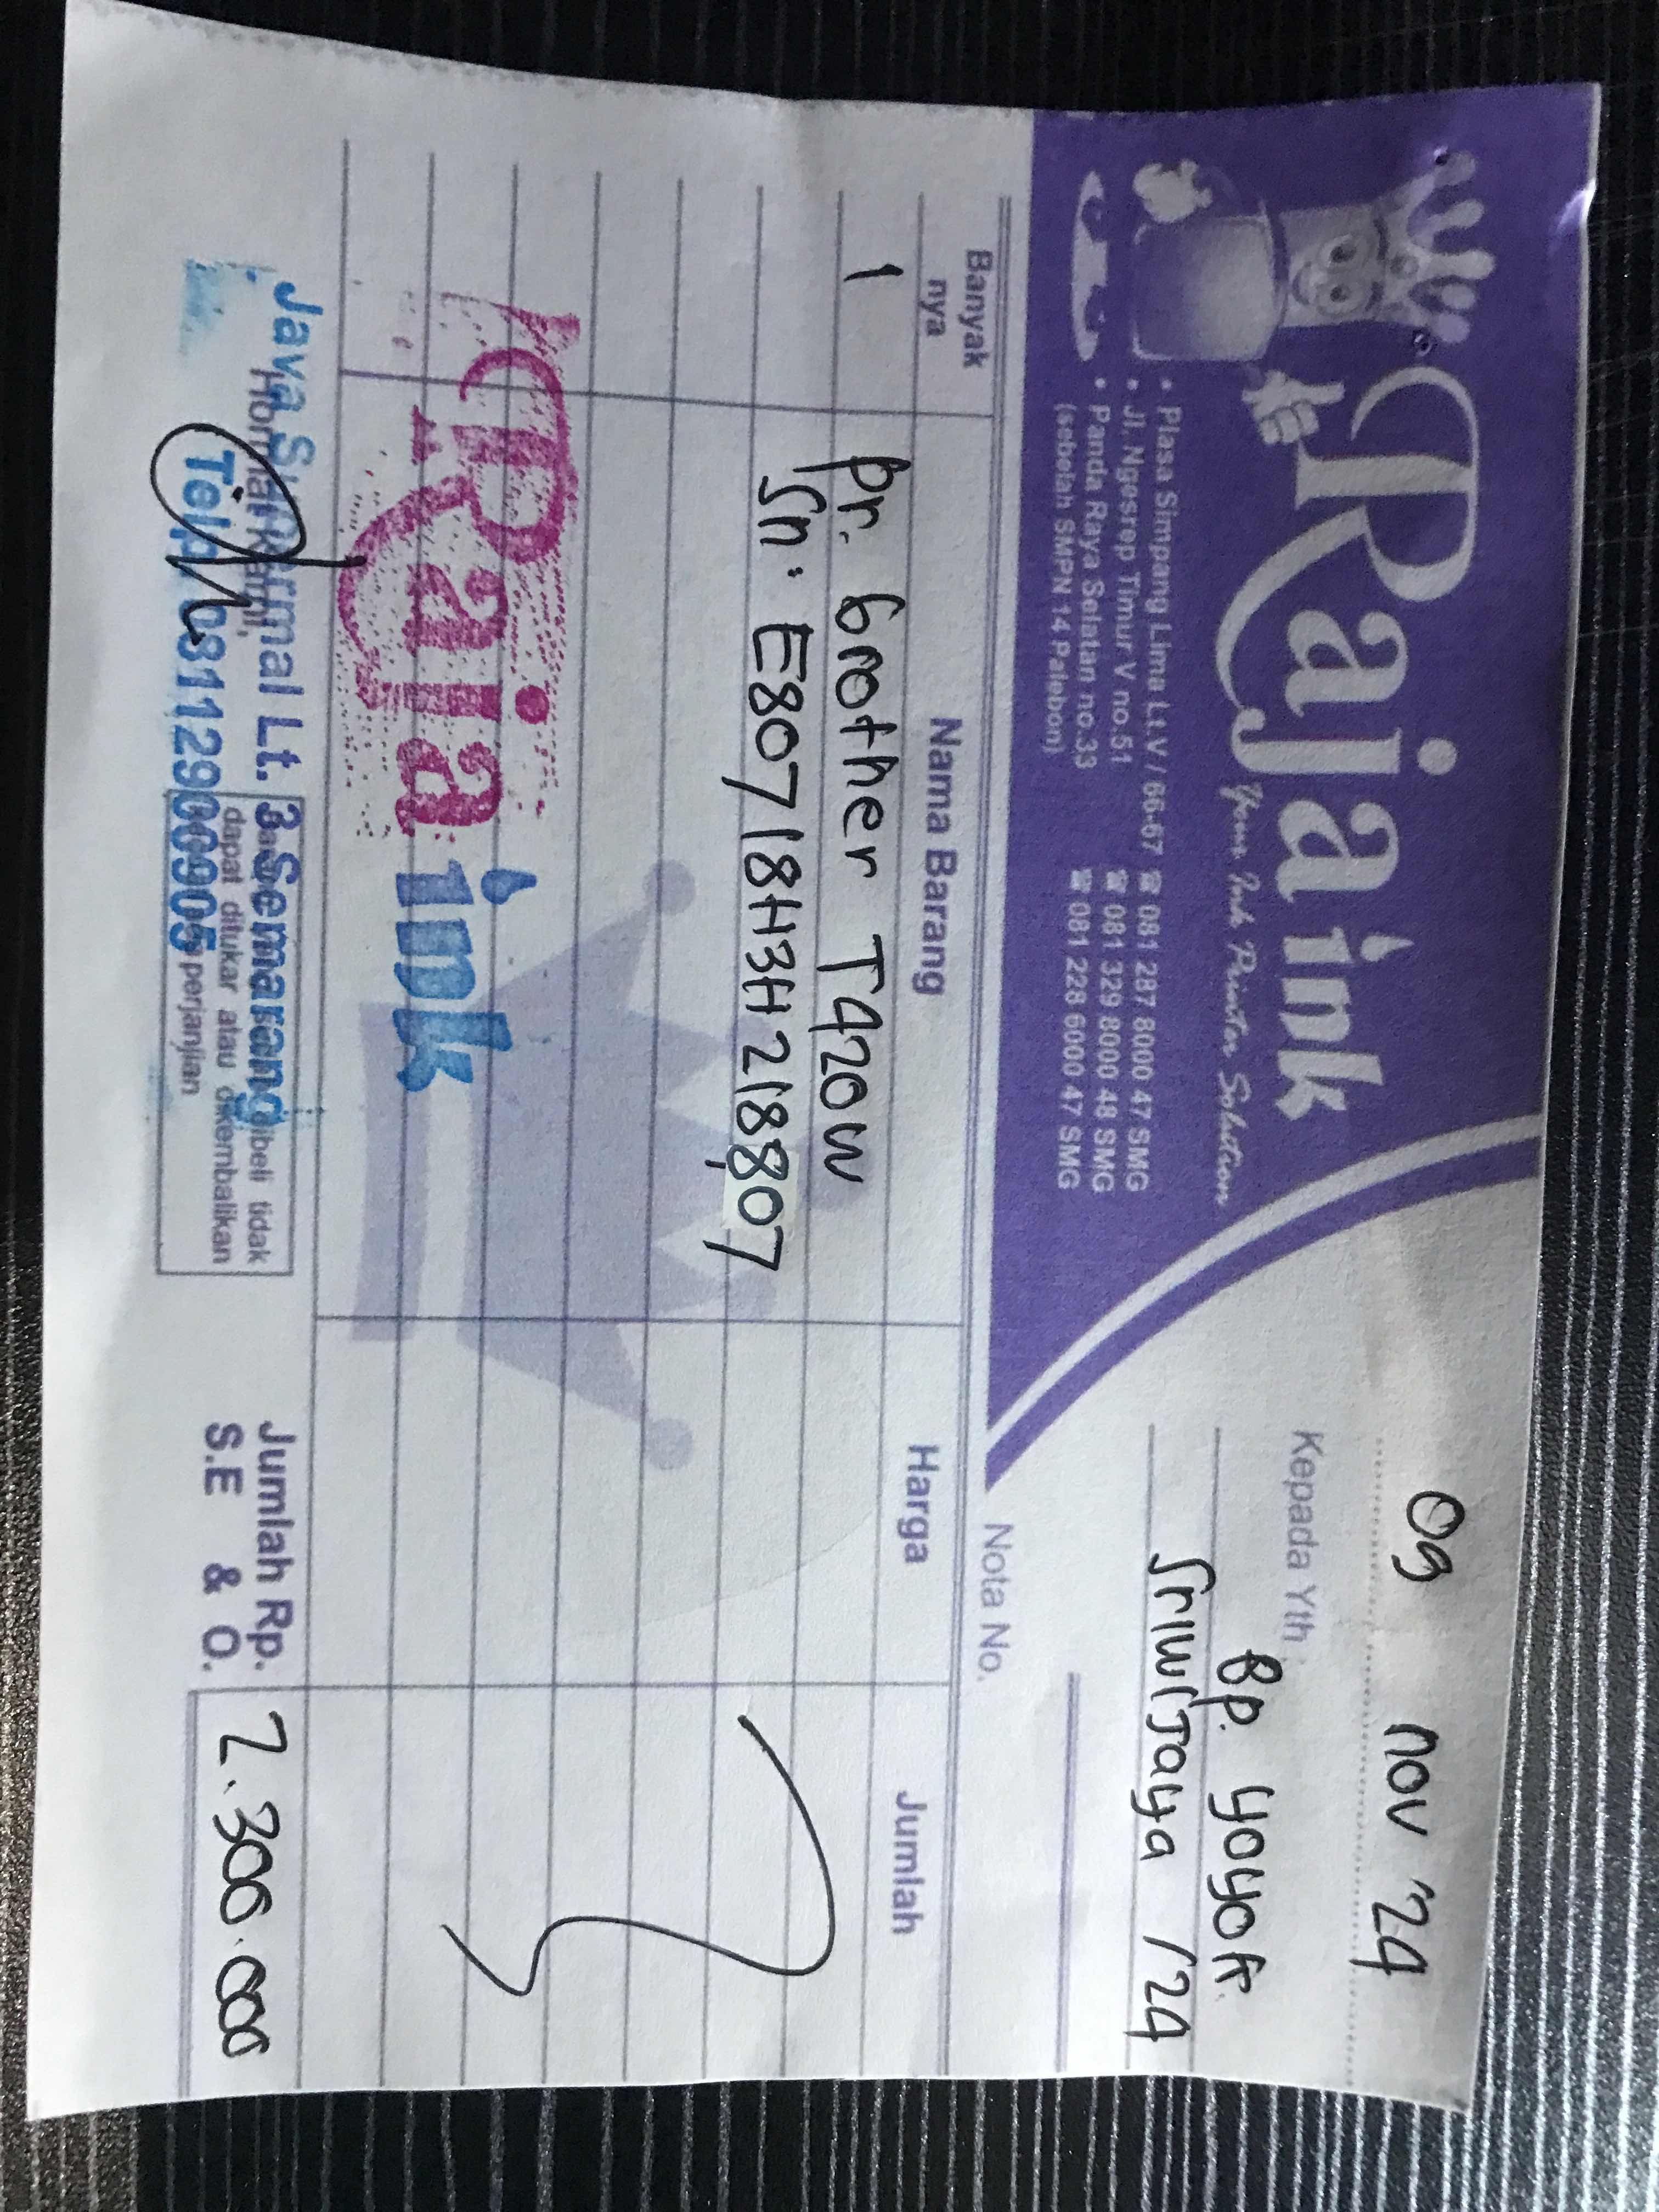 Raja ink
Your Ink Printer Solution
• Plasa Simpang Lima Lt.V / 66-67 ☎ 081 287 8000 47 SMG
• Jl. Ngesrep Timur V no.51 ☎ 081 329 8000 48 SMG
• Panda Raya Selatan no.33 ☎ 081 228 6000 47 SMG
(sebelah SMPN 14 Palebon)
09 nov '24
Kepada Yth :
Bp. yoyok
Sriwijaya /24
Nota No.
Banyak nya Nama Barang Harga Jumlah
1 Pr. Brother T420W
Sn. E80718H3H218807
Raja ink
Java Supermal Lt. 3 Semarang
Telp. 081129000905
Hormat kami,
dibeli tidak
dapat ditukar atau dikembalikan
perjanjian
Jumlah Rp. 2.300.000
S.E & O.